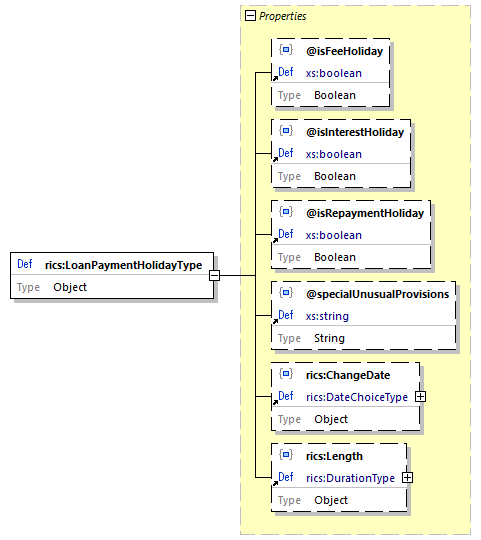 Properties
@isFeeHoliday
Def xs:boolean
Type Boolean
@isInterestHoliday
Def xs:boolean
Type Boolean
@isRepaymentHoliday
Def xs:boolean
Type Boolean
Def rics:LoanPaymentHolidayType
Type Object
@specialUnusualProvisions
Def xs:string
Type String
rics:ChangeDate
Def rics:DateChoiceType
Type Object
rics:Length
Def rics:DurationType
Type Object